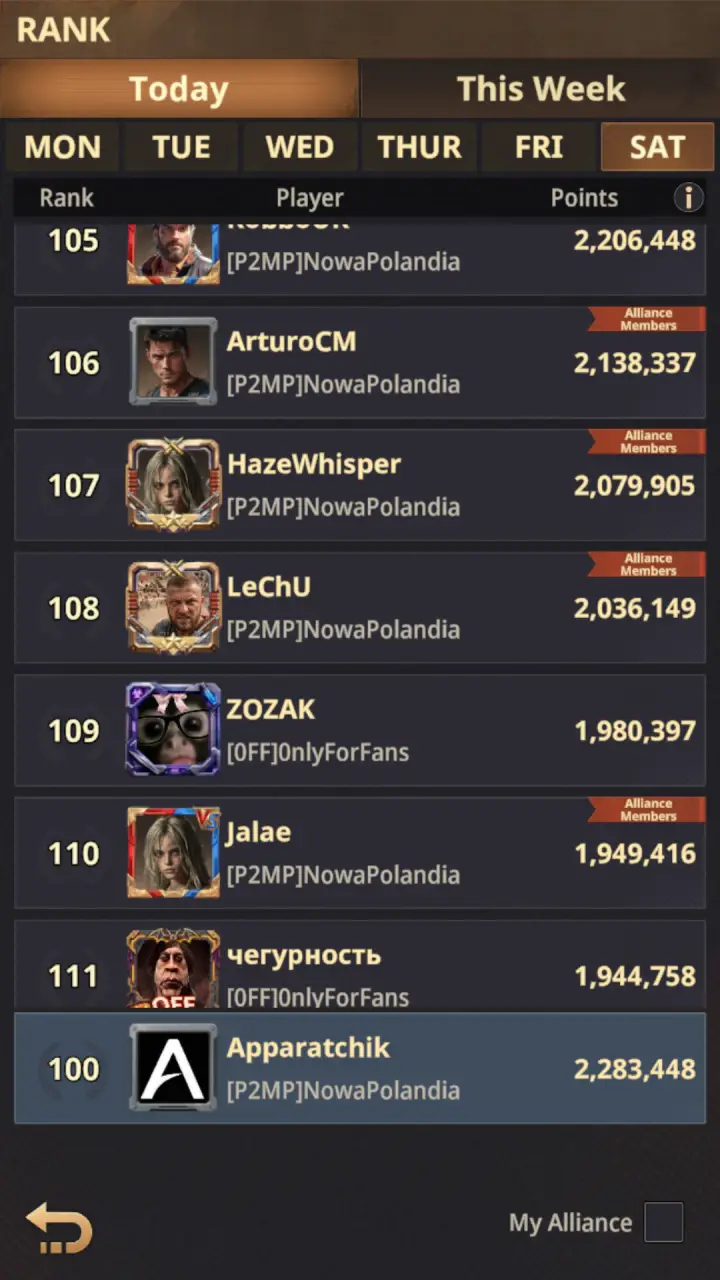 RANK
Today
This Week
MON TUE WED THUR FRI SAT
Rank Player Points
105
[P2MP]NowaPolandia
2,206,448
Alliance
Members
106
ArturoCM
[P2MP]NowaPolandia
2,138,337
Alliance
Members
107
HazeWhisper
[P2MP]NowaPolandia
2,079,905
Alliance
Members
108
LeChU
[P2MP]NowaPolandia
2,036,149
109
ZOZAK
[0FF]0nlyForFans
1,980,397
Alliance
Members
110
Jalae
[P2MP]NowaPolandia
1,949,416
111
OFF
чегурность
[0FF]0nlyForFans
1,944,758
100
Apparatchik
[P2MP]NowaPolandia
2,283,448
My Alliance